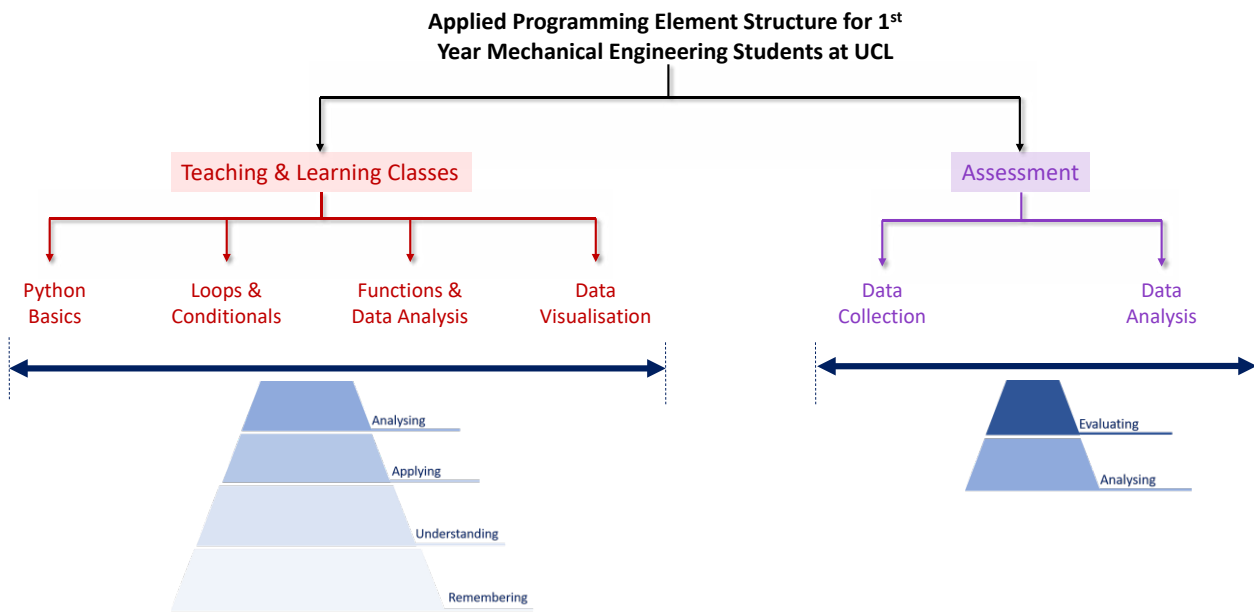 Applied Programming Element Structure for 1st
Year Mechanical Engineering Students at UCL
Teaching & Learning Classes
Assessment
Python
Basics
Loops &
Conditionals
Functions &
Data Analysis
Data
Visualisation
Data
Collection
Data
Analysis
Analysing
Applying
Understanding
Remembering
Evaluating
Analysing